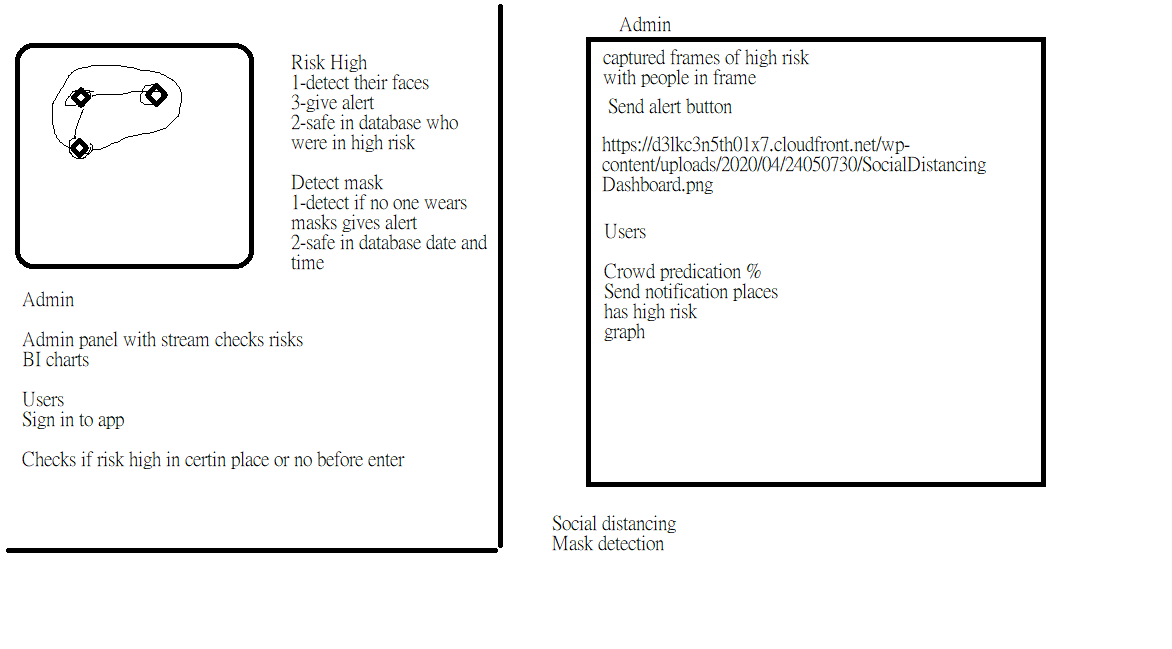 Risk High
1-detect their faces
3-give alert
2-safe in database who
were in high risk
Detect mask
1-detect if no one wears
masks gives alert
2-safe in database date and
time
Admin
Admin panel with stream checks risks
BI charts
Users
Sign in to app
Checks if risk high in certin place or no before enter
Admin
captured frames of high risk
with people in frame
Send alert button
https://d3lkc3n5th01x7.cloudfront.net/wp-
content/uploads/2020/04/24050730/SocialDistancing
Dashboard.png
Users
Crowd predication %
Send notification places
has high risk
graph
Social distancing
Mask detection